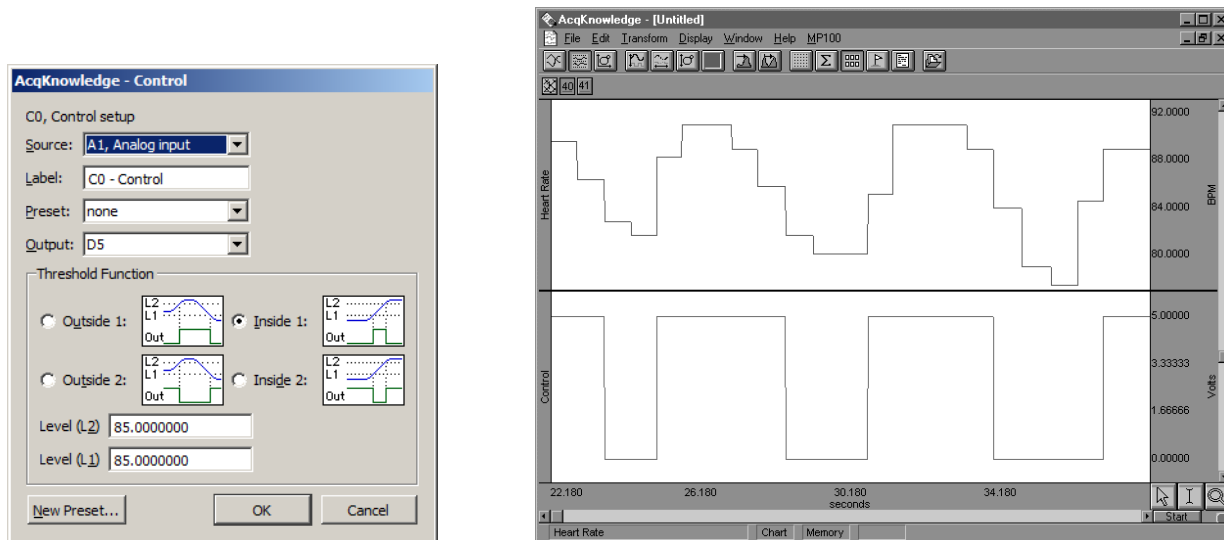 AcqKnowledge - Control
C0, Control setup
Source: A1, Analog input
Label: C0 - Control
Preset: none
Output: D5
Threshold Function
Outside 1: L2 L1 Out Inside 1: L2 L1 Out
Outside 2: L2 L1 Out Inside 2: L2 L1 Out
Level (L2) 85.0000000
Level (L1) 85.0000000
New Preset... OK Cancel
AcqKnowledge - [Untitled]
File Edit Transform Display Window Help MP100
40 41
Heart Rate
92.0000
88.0000
84.0000
80.0000
BPM
Control
5.00000
3.33333
1.66666
0.00000
Volts
22.180 26.180 30.180 34.180
seconds
Start
Heart Rate Chart Memory